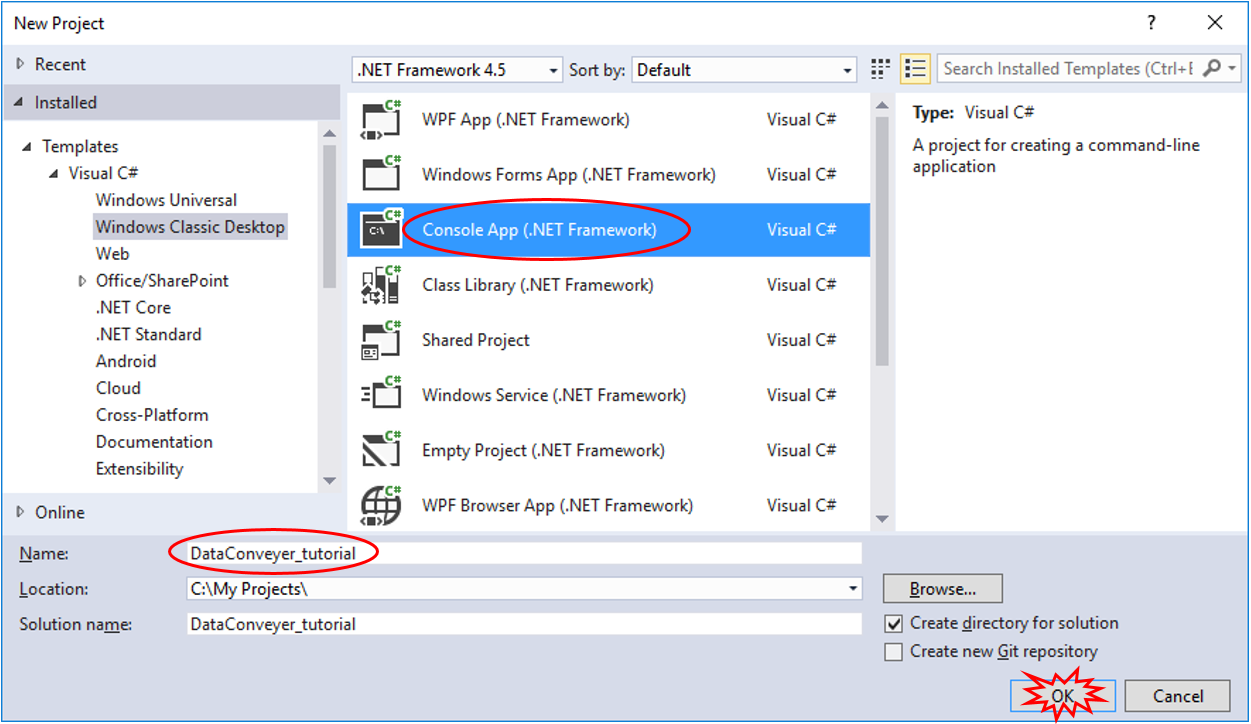 New Project
?
Recent
Installed
Templates
Visual C#
Windows Universal
Windows Classic Desktop
Web
Office/SharePoint
.NET Core
.NET Standard
Android
Cloud
Cross-Platform
Documentation
Extensibility
Online
.NET Framework 4.5 Sort by: Default
Search Installed Templates (Ctrl+E
C# WPF App (.NET Framework) Visual C#
C# Windows Forms App (.NET Framework) Visual C#
C# C:\ Console App (.NET Framework) Visual C#
C# Class Library (.NET Framework) Visual C#
C# Shared Project Visual C#
C# Windows Service (.NET Framework) Visual C#
C# Empty Project (.NET Framework) Visual C#
C# WPF Browser App (.NET Framework) Visual C#
Type: Visual C#
A project for creating a command-line
application
Name: DataConveyer_tutorial
Location: C:\My Projects\
Browse...
Solution name: DataConveyer_tutorial
Create directory for solution
Create new Git repository
OK Cancel